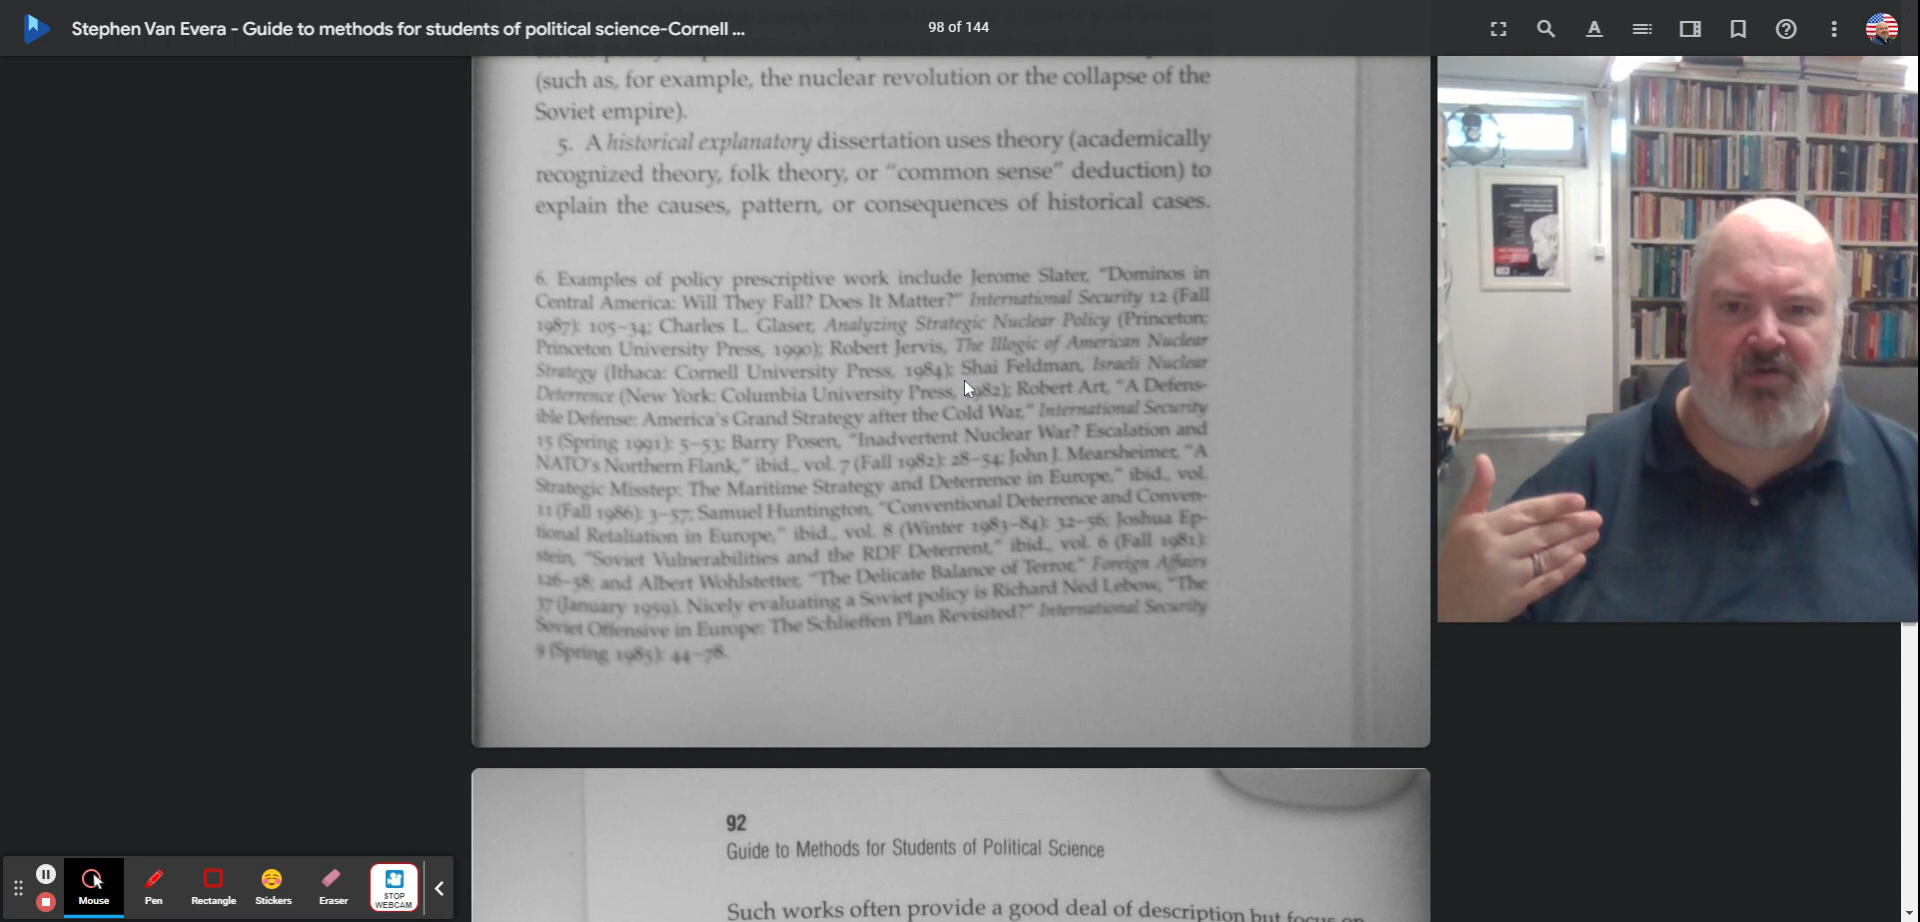 Stephen Van Evera - Guide to methods for students of political science-Cornell ...
98 of 144
(such as, for example, the nuclear revolution or the collapse of the
Soviet empire).
5. A historical explanatory dissertation uses theory (academically
recognized theory, folk theory, or “common sense” deduction) to
explain the causes, pattern, or consequences of historical cases.
6. Examples of policy prescriptive work include Jerome Slater, “Dominos in
Central America: Will They Fall? Does It Matter?” International Security 12 (Fall
1987): 105–34; Charles L. Glaser, Analyzing Strategic Nuclear Policy (Princeton:
Princeton University Press, 1990); Robert Jervis, The Illogic of American Nuclear
Strategy (Ithaca: Cornell University Press, 1984); Shai Feldman, Israeli Nuclear
Deterrence (New York: Columbia University Press, 982); Robert Art, “A Defens-
ible Defense: America's Grand Strategy after the Cold War,” International Security
15 (Spring 1991): 5–53; Barry Posen, “Inadvertent Nuclear War? Escalation and
NATO's Northern Flank,” ibid., vol. 7 (Fall 1982): 28–54; John J. Mearsheimer, “A
Strategic Misstep: The Maritime Strategy and Deterrence in Europe,” ibid., vol.
11 (Fall 1986): 3–57; Samuel Huntington, “Conventional Deterrence and Conven-
tional Retaliation in Europe,” ibid., vol. 8 (Winter 1983–84): 32–56; Joshua Ep-
stein, “Soviet Vulnerabilities and the RDF Deterrent,” ibid., vol. 6 (Fall 1981):
126–58; and Albert Wohlstetter, “The Delicate Balance of Terror,” Foreign Affairs
37 (January 1959). Nicely evaluating a Soviet policy is Richard Ned Lebow, “The
Soviet Offensive in Europe: The Schlieffen Plan Revisited?” International Security
9 (Spring 1985): 44–78.
92
Guide to Methods for Students of Political Science
Such works often provide a good deal of description but focus on
Mouse
Pen
Rectangle
Stickers
Eraser
STOP
WEBCAM